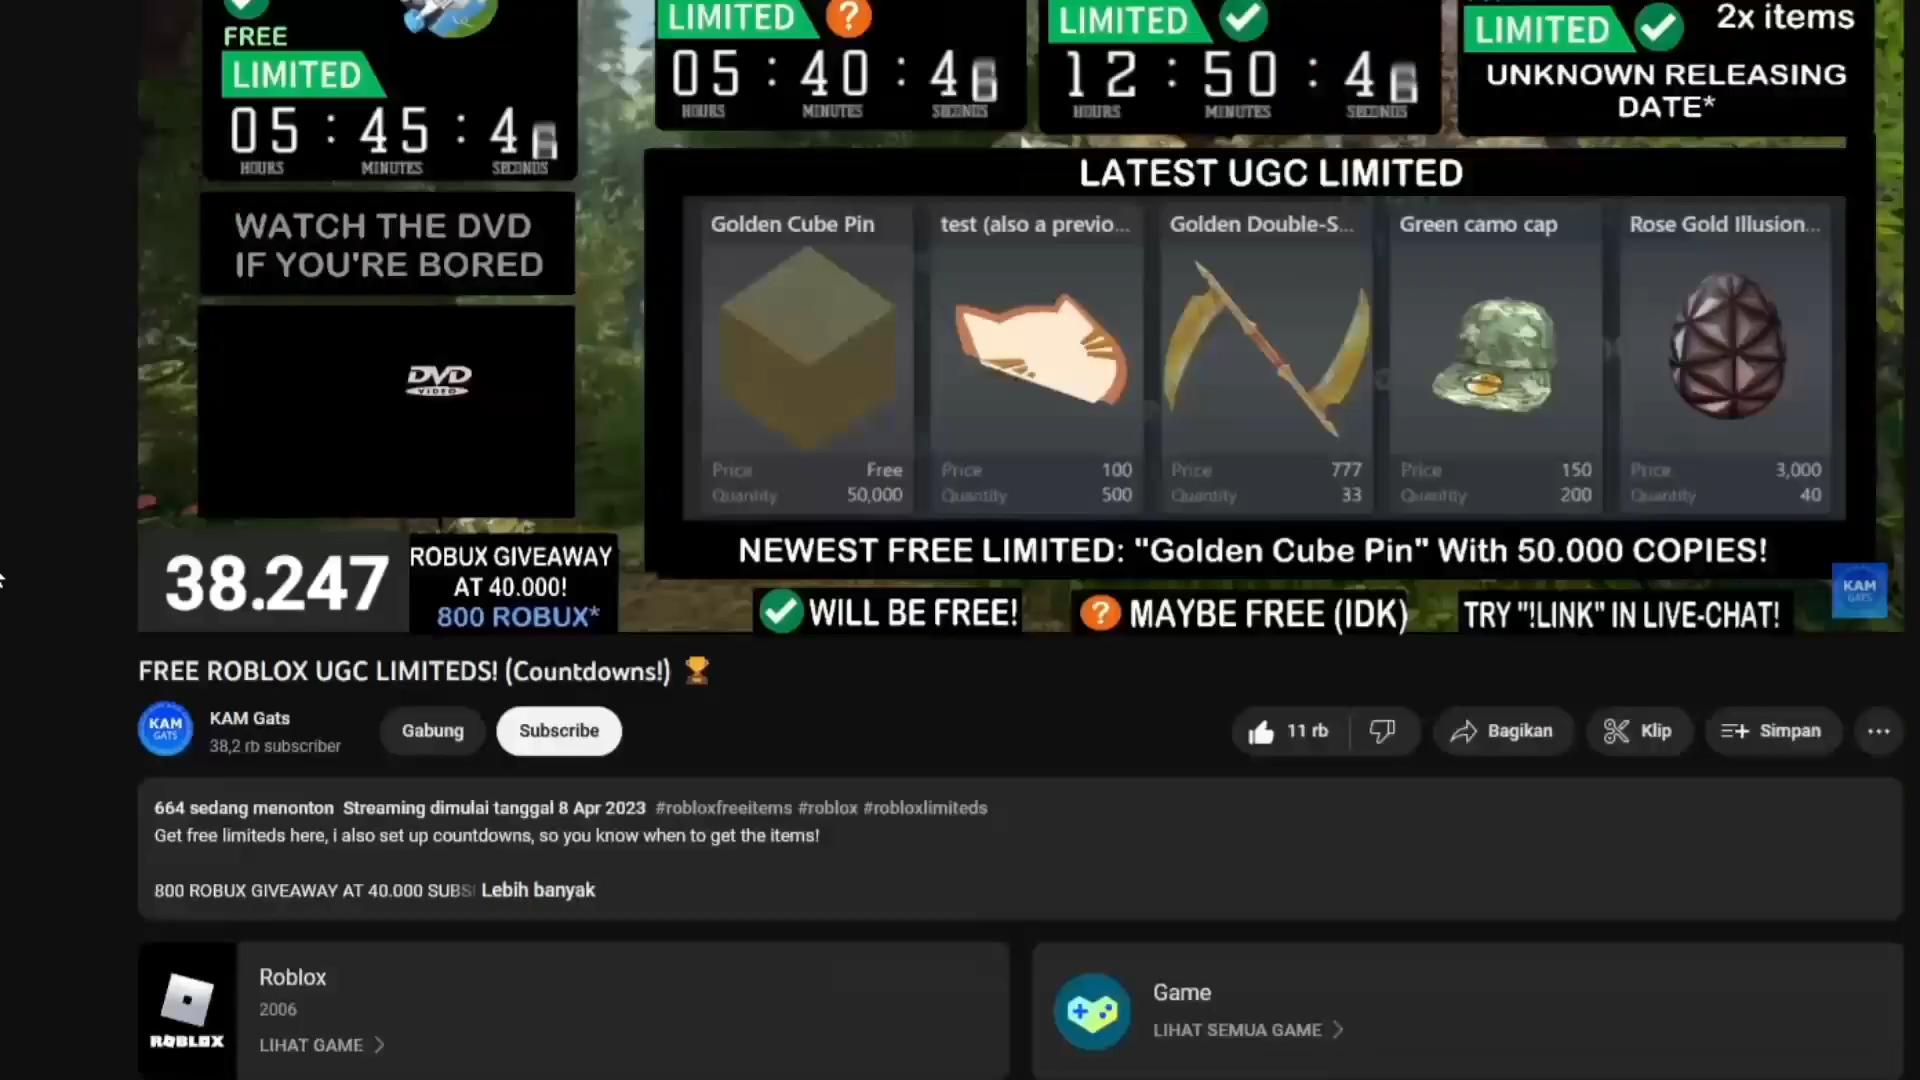 FREE
LIMITED
05 : 45 : 4
HOURS MINUTES SECONDS
LIMITED ?
05 : 40 : 4
HOURS MINUTES SECONDS
LIMITED
12 : 50 : 4
HOURS MINUTES SECONDS
LIMITED
2x items
UNKNOWN RELEASING
DATE*
WATCH THE DVD
IF YOU'RE BORED
DVD
VIDEO
LATEST UGC LIMITED
Golden Cube Pin
Price Free
Quantity 50,000
test (also a previo...
Price 100
Quantity 500
Golden Double-S...
Price 777
Quantity 33
Green camo cap
Price 150
Quantity 200
Rose Gold Illusion...
Price 3,000
Quantity 40
NEWEST FREE LIMITED: "Golden Cube Pin" With 50.000 COPIES!
38.247
ROBUX GIVEAWAY
AT 40.000!
800 ROBUX*
WILL BE FREE!
? MAYBE FREE (IDK)
TRY "!LINK" IN LIVE-CHAT!
KAM
GATS
FREE ROBLOX UGC LIMITEDS! (Countdowns!)
KAM
GATS
KAM Gats
38,2 rb subscriber
Gabung
Subscribe
11 rb
Bagikan
Klip
Simpan
664 sedang menonton Streaming dimulai tanggal 8 Apr 2023 #robloxfreeitems #roblox #robloxlimiteds
Get free limiteds here, i also set up countdowns, so you know when to get the items!
800 ROBUX GIVEAWAY AT 40.000 SUBS Lebih banyak
ROBLOX
Roblox
2006
LIHAT GAME
Game
LIHAT SEMUA GAME